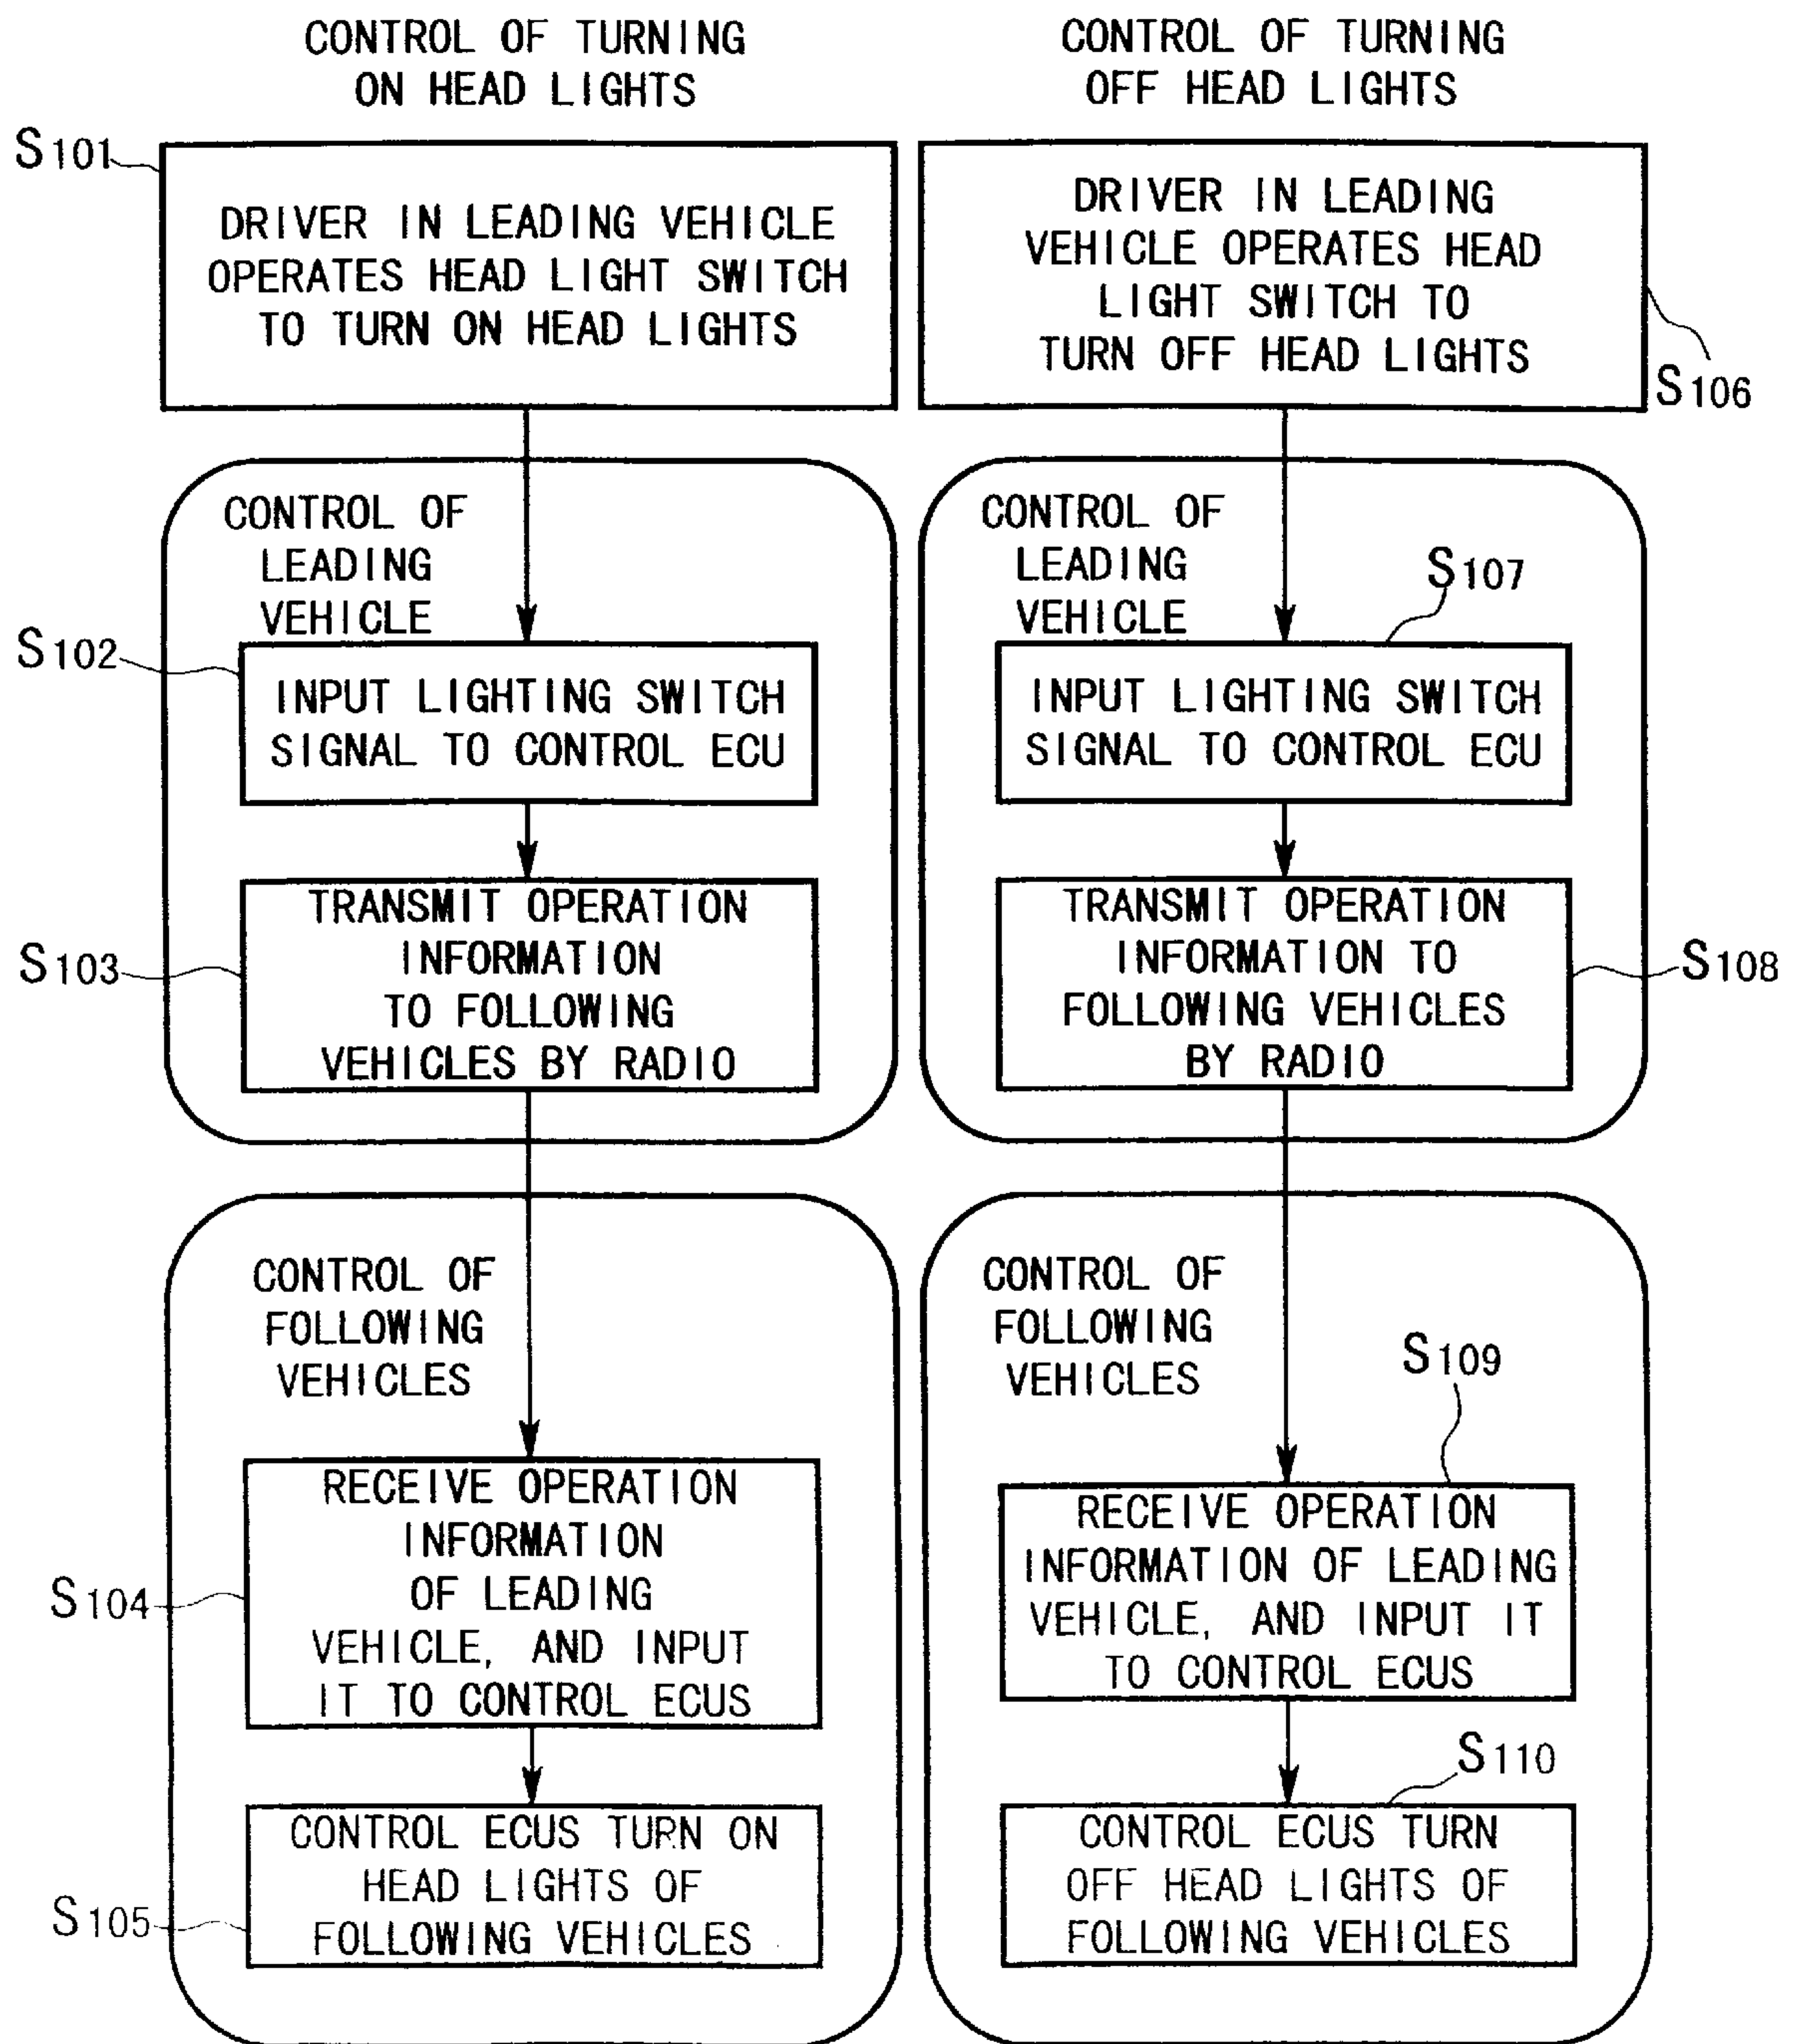 CONTROL OF TURNING
ON HEAD LIGHTS
S101
DRIVER IN LEADING VEHICLE
OPERATES HEAD LIGHT SWITCH
TO TURN ON HEAD LIGHTS
CONTROL OF
LEADING
VEHICLE
S102
INPUT LIGHTING SWITCH
SIGNAL TO CONTROL ECU
S103
TRANSMIT OPERATION
INFORMATION
TO FOLLOWING
VEHICLES BY RADIO
CONTROL OF
FOLLOWING
VEHICLES
S104
RECEIVE OPERATION
INFORMATION
OF LEADING
VEHICLE, AND INPUT
IT TO CONTROL ECUS
S105
CONTROL ECUS TURN ON
HEAD LIGHTS OF
FOLLOWING VEHICLES
CONTROL OF TURNING
OFF HEAD LIGHTS
DRIVER IN LEADING
VEHICLE OPERATES HEAD
LIGHT SWITCH TO
TURN OFF HEAD LIGHTS
S106
CONTROL OF
LEADING
VEHICLE
S107
INPUT LIGHTING SWITCH
SIGNAL TO CONTROL ECU
TRANSMIT OPERATION
INFORMATION TO
FOLLOWING VEHICLES
BY RADIO
S108
CONTROL OF
FOLLOWING
VEHICLES
S109
RECEIVE OPERATION
INFORMATION OF LEADING
VEHICLE, AND INPUT IT
TO CONTROL ECUS
S110
CONTROL ECUS TURN
OFF HEAD LIGHTS OF
FOLLOWING VEHICLES